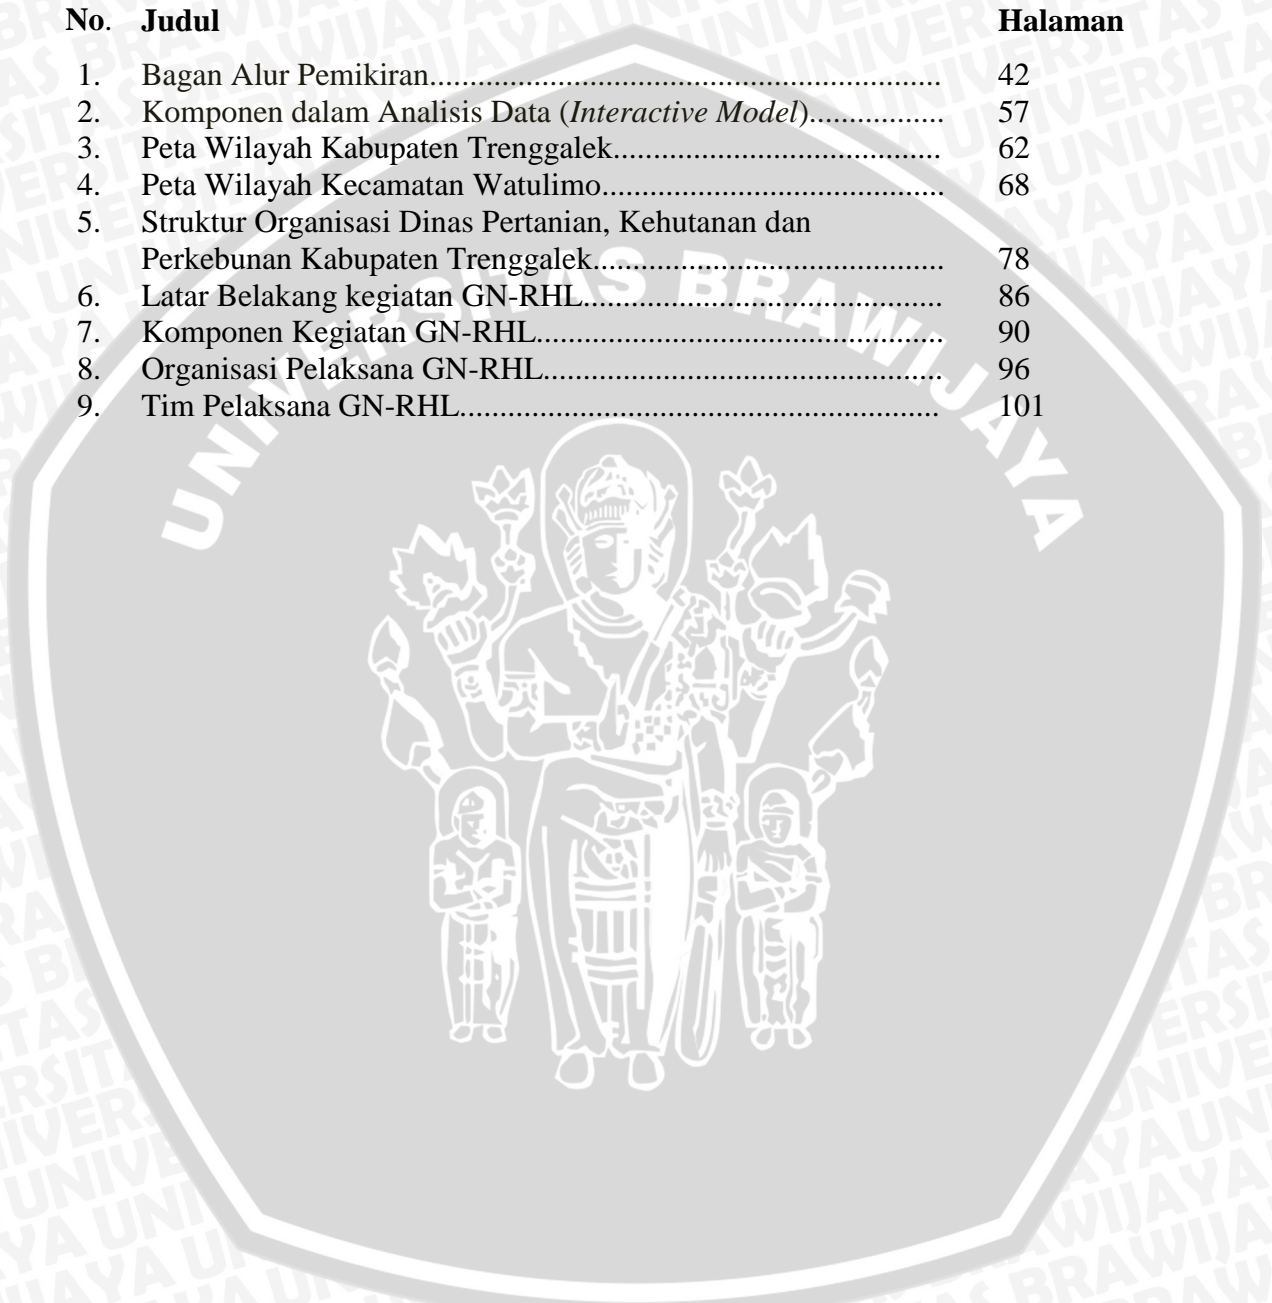 No. Judul Halaman
1. Bagan Alur Pemikiran................................................................ 42
2. Komponen dalam Analisis Data (Interactive Model)................. 57
3. Peta Wilayah Kabupaten Trenggalek......................................... 62
4. Peta Wilayah Kecamatan Watulimo........................................... 68
5. Struktur Organisasi Dinas Pertanian, Kehutanan dan
Perkebunan Kabupaten Trenggalek............................................ 78
6. Latar Belakang kegiatan GN-RHL............................................. 86
7. Komponen Kegiatan GN-RHL................................................... 90
8. Organisasi Pelaksana GN-RHL.................................................. 96
9. Tim Pelaksana GN-RHL............................................................ 101
UNIVERSITAS BRAWIJAYA